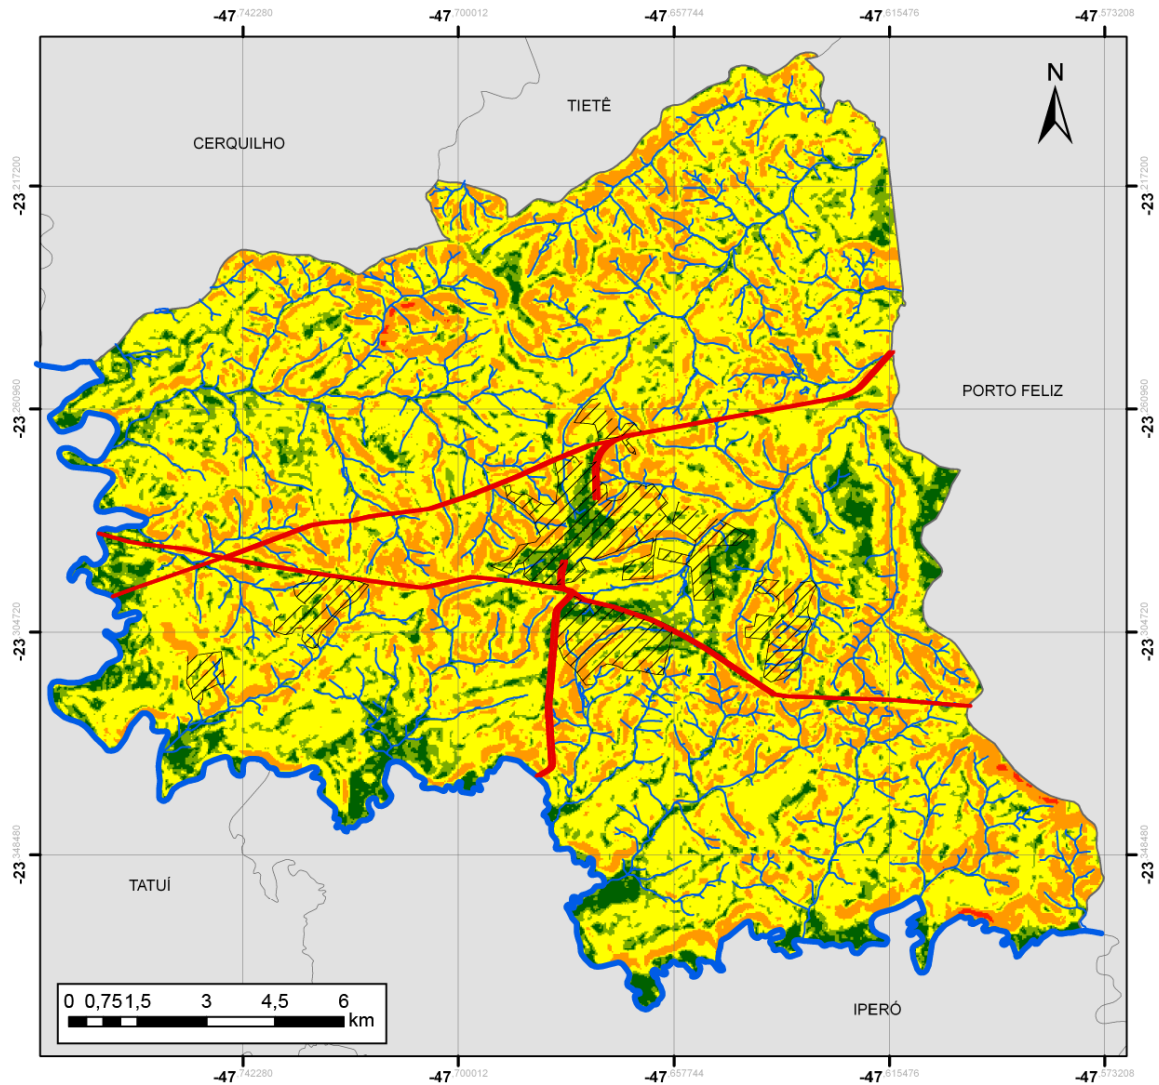 -47.742280 -47.700012 -47.657744 -47.615476 -47.573208
N
TIETÊ
CERQUILHO
-23.217200 -23.217200
PORTO FELIZ
-23.260960 -23.260960
-23.304720 -23.304720
-23.348480 -23.348480
TATUÍ
IPERÓ
0 0,75 1,5 3 4,5 6
km
-47.742280 -47.700012 -47.657744 -47.615476 -47.573208